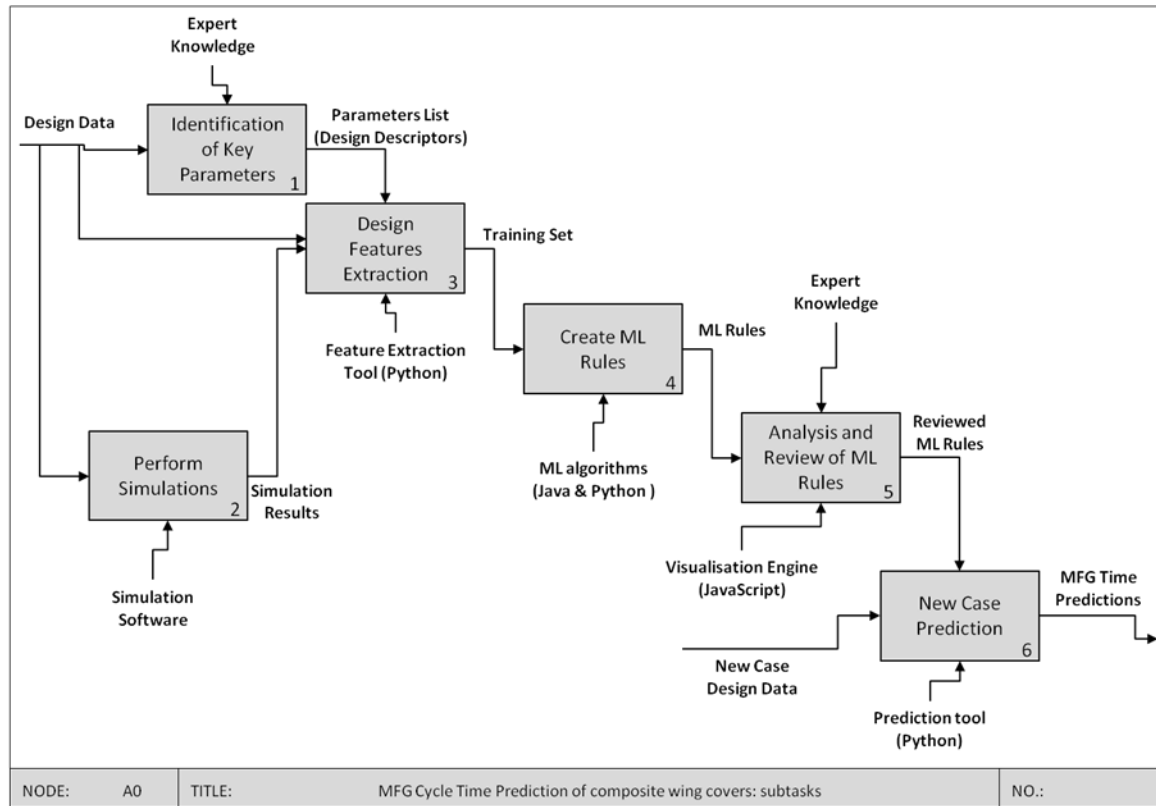 Expert
Knowledge
Design Data
Identification
of Key
Parameters
1
Parameters List
(Design Descriptors)
Design
Features
Extraction
3
Training Set
Feature Extraction
Tool (Python)
Expert
Knowledge
Create ML
Rules
4
ML Rules
ML algorithms
(Java & Python )
Perform
Simulations
2
Simulation
Results
Simulation
Software
Analysis and
Review of ML
Rules
5
Reviewed
ML Rules
Visualisation Engine
(JavaScript)
New Case
Prediction
6
MFG Time
Predictions
New Case
Design Data
Prediction tool
(Python)
NODE: A0 TITLE: MFG Cycle Time Prediction of composite wing covers: subtasks NO.: